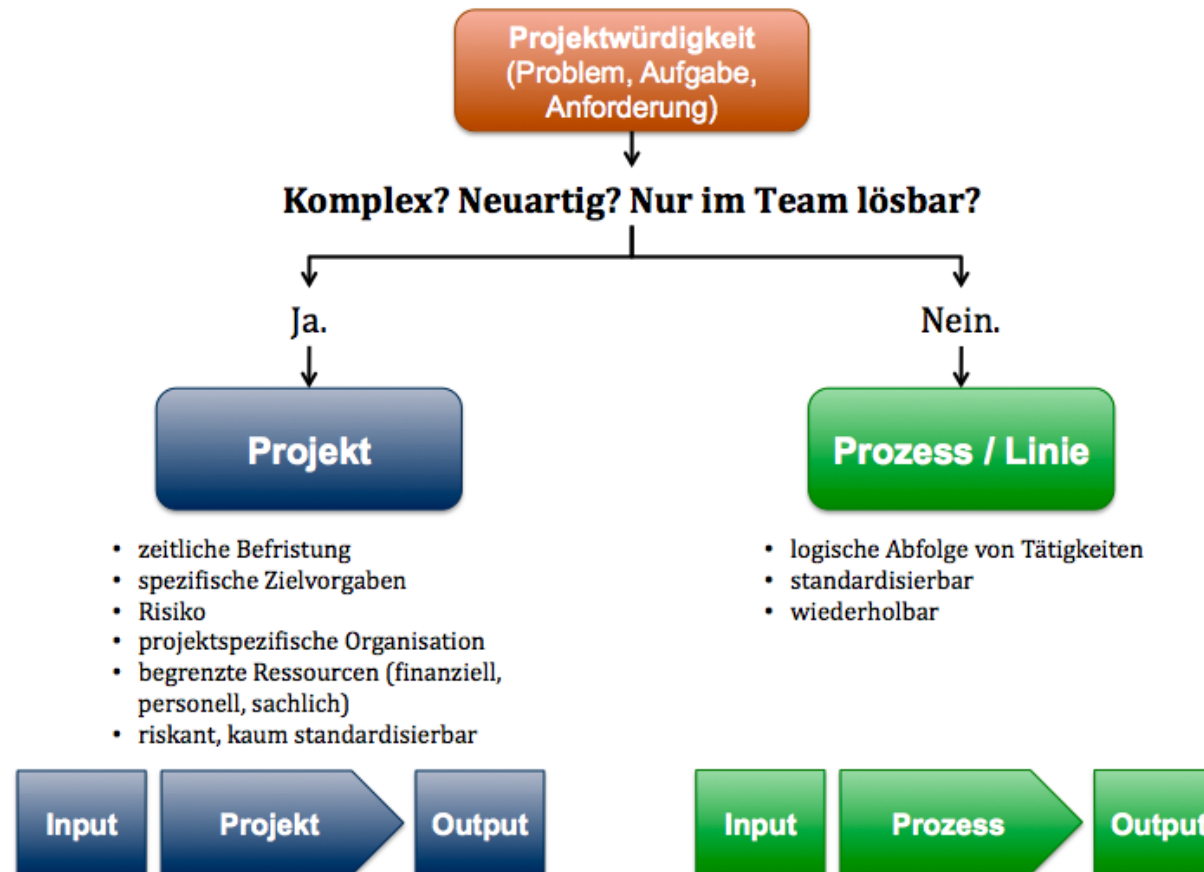 Projektwürdigkeit
(Problem, Aufgabe,
Anforderung)
Komplex? Neuartig? Nur im Team lösbar?
Ja.
Nein.
Projekt
Prozess / Linie
• zeitliche Befristung
• spezifische Zielvorgaben
• Risiko
• projektspezifische Organisation
• begrenzte Ressourcen (finanziell,
personell, sachlich)
• riskant, kaum standardisierbar
• logische Abfolge von Tätigkeiten
• standardisierbar
• wiederholbar
Input
Projekt
Output
Input
Prozess
Output